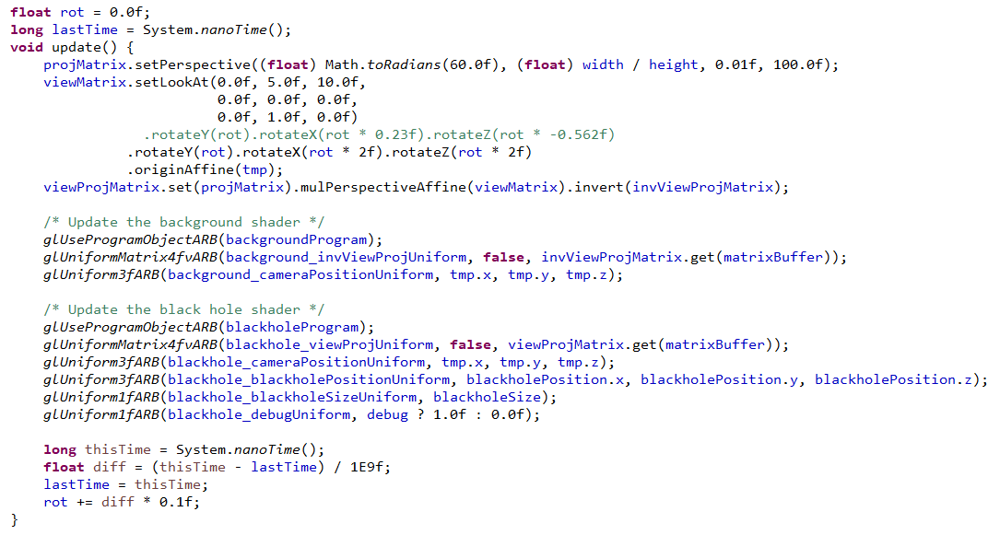 float rot = 0.0f;
long lastTime = System.nanoTime();
void update() {
    projMatrix.setPerspective((float) Math.toRadians(60.0f), (float) width / height, 0.01f, 100.0f);
    viewMatrix.setLookAt(0.0f, 5.0f, 10.0f,
                         0.0f, 0.0f, 0.0f,
                         0.0f, 1.0f, 0.0f)
                .rotateY(rot).rotateX(rot * 0.23f).rotateZ(rot * -0.562f)
              .rotateY(rot).rotateX(rot * 2f).rotateZ(rot * 2f)
              .originAffine(tmp);
    viewProjMatrix.set(projMatrix).mulPerspectiveAffine(viewMatrix).invert(invViewProjMatrix);

    /* Update the background shader */
    glUseProgramObjectARB(backgroundProgram);
    glUniformMatrix4fvARB(background_invViewProjUniform, false, invViewProjMatrix.get(matrixBuffer));
    glUniform3fARB(background_cameraPositionUniform, tmp.x, tmp.y, tmp.z);

    /* Update the black hole shader */
    glUseProgramObjectARB(blackholeProgram);
    glUniformMatrix4fvARB(blackhole_viewProjUniform, false, viewProjMatrix.get(matrixBuffer));
    glUniform3fARB(blackhole_cameraPositionUniform, tmp.x, tmp.y, tmp.z);
    glUniform3fARB(blackhole_blackholePositionUniform, blackholePosition.x, blackholePosition.y, blackholePosition.z);
    glUniform1fARB(blackhole_blackholeSizeUniform, blackholeSize);
    glUniform1fARB(blackhole_debugUniform, debug ? 1.0f : 0.0f);

    long thisTime = System.nanoTime();
    float diff = (thisTime - lastTime) / 1E9f;
    lastTime = thisTime;
    rot += diff * 0.1f;
}